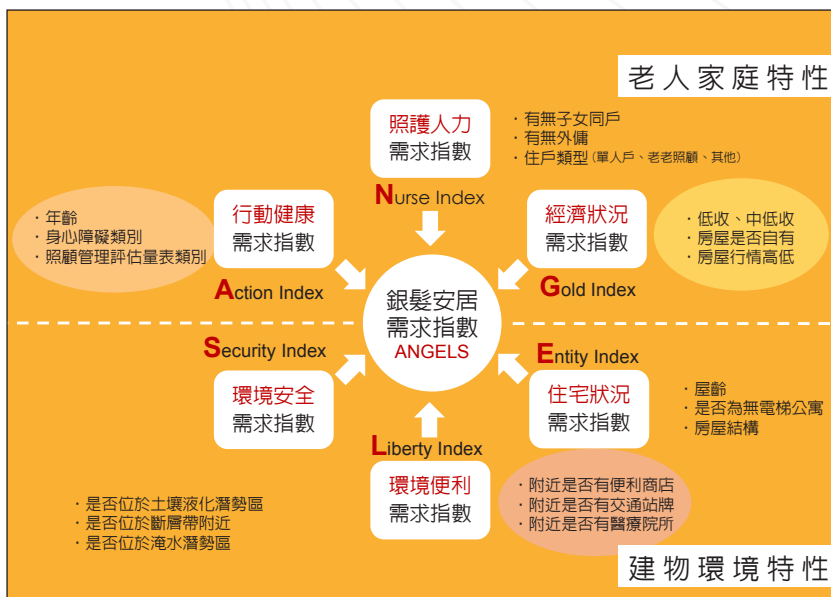 老人家庭特性
照護人力
需求指數
Nurse Index
・有無子女同戶
・有無外傭
・住戶類型(單人戶、老老照顧、其他)
・年齡
・身心障礙類別
・照顧管理評估量表類別
行動健康
需求指數
Action Index
經濟狀況
需求指數
Gold Index
・低收、中低收
・房屋是否自有
・房屋行情高低
銀髮安居
需求指數
ANGELS
Security Index
環境安全
需求指數
Entity Index
住宅狀況
需求指數
・屋齡
・是否為無電梯公寓
・房屋結構
Liberty Index
環境便利
需求指數
・是否位於土壤液化潛勢區
・是否位於斷層帶附近
・是否位於淹水潛勢區
・附近是否有便利商店
・附近是否有交通站牌
・附近是否有醫療院所
建物環境特性